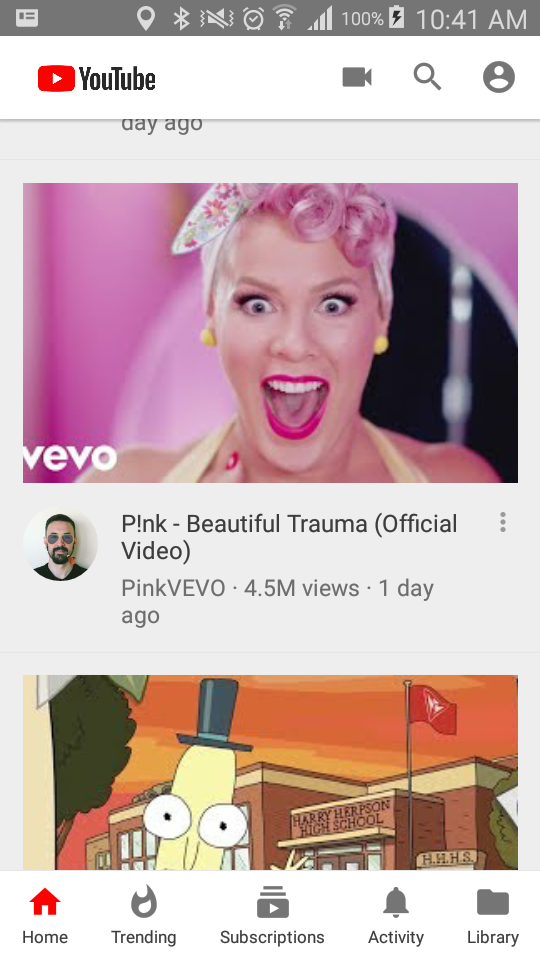 100% 10:41 AM
YouTube
day ago
vevo
P!nk - Beautiful Trauma (Official
Video)
PinkVEVO · 4.5M views · 1 day
ago
HARRY HERPSON
HIGH SCHOOL
H.H.H.S.
Home Trending Subscriptions Activity Library